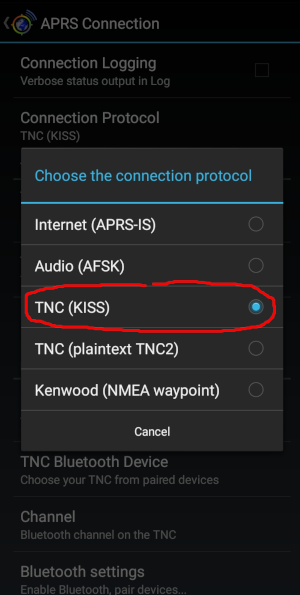 APRS Connection
Connection Logging
Verbose status output in Log
Connection Protocol
TNC (KISS)
Choose the connection protocol
Internet (APRS-IS)
Audio (AFSK)
TNC (KISS)
TNC (plaintext TNC2)
Kenwood (NMEA waypoint)
Cancel
TNC Bluetooth Device
Choose your TNC from paired devices
Channel
Bluetooth channel on the TNC
Bluetooth settings
Enable Bluetooth, pair devices...